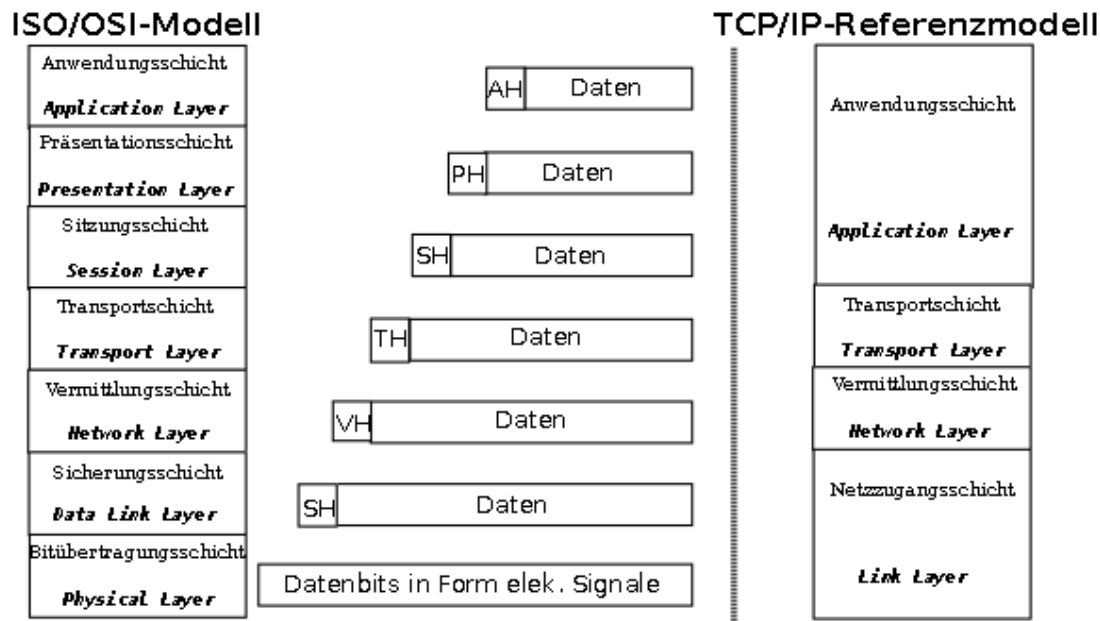 ISO/OSI-Modell
Anwendungsschicht
Application Layer
Präsentationsschicht
Presentation Layer
Sitzungsschicht
Session Layer
Transportschicht
Transport Layer
Vermittlungsschicht
Network Layer
Sicherungsschicht
Data Link Layer
Bitübertragungsschicht
Physical Layer
AH Daten
PH Daten
SH Daten
TH Daten
VH Daten
SH Daten
Datenbits in Form elek. Signale
TCP/IP-Referenzmodell
Anwendungsschicht
Application Layer
Transportschicht
Transport Layer
Vermittlungsschicht
Network Layer
Netzzugangsschicht
Link Layer